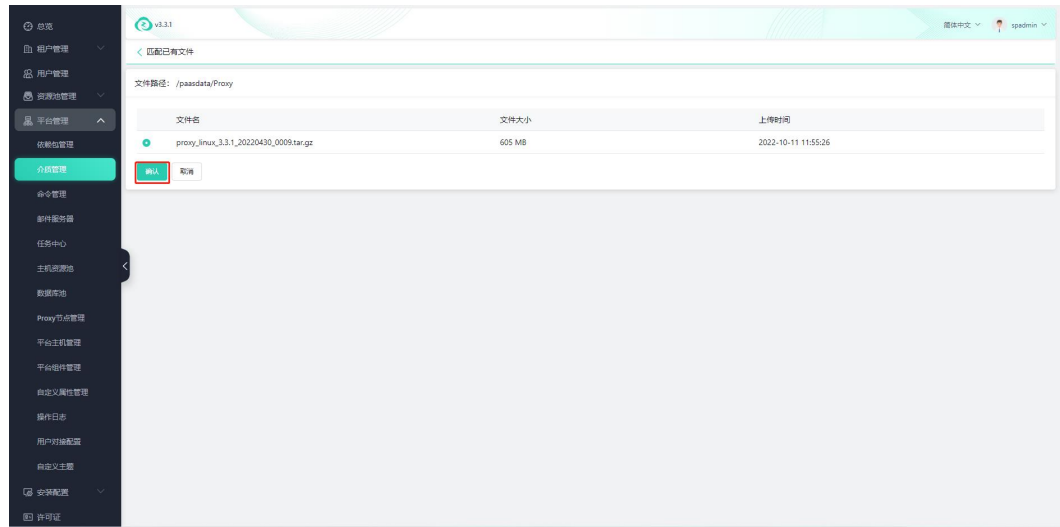 总览
租户管理
用户管理
资源池管理
平台管理
依赖包管理
介质管理
命令管理
邮件服务器
任务中心
主机资源池
数据库池
Proxy节点管理
平台主机管理
平台组件管理
自定义属性管理
操作日志
用户对接配置
自定义主题
安装配置
许可证
v3.3.1
简体中文 spadmin
匹配已有文件
文件路径: /paasdata/Proxy
文件名 文件大小 上传时间
proxy_linux_3.3.1_20220430_0009.tar.gz 605 MB 2022-10-11 11:55:26
确认 取消